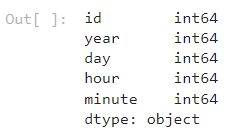 Out[ ]: id int64
year int64
day int64
hour int64
minute int64
dtype: object